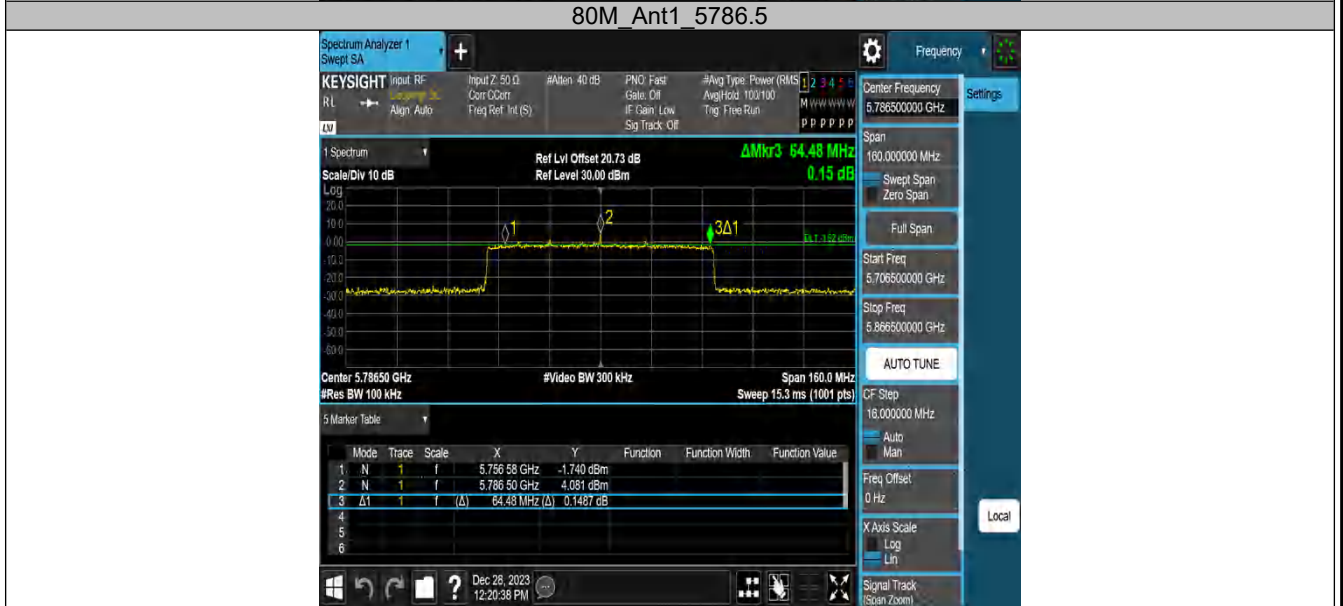 80M_Ant1_5786.5
Spectrum Analyzer 1
Swept SA
+
Frequency
KEYSIGHT Input: RF
RL
Align: Auto
LXI
Input Z: 50 Ω
Corr CCorr
Freq Ref: Int (S)
#Atten: 40 dB
PNO: Fast
Gate: Off
IF Gain: Low
Sig Track: Off
#Avg Type: Power (RMS
Avg|Hold: 100/100
Trig: Free Run
1 2 3 4 5 6
M W W W W W
P P P P P P
1 Spectrum
Scale/Div 10 dB
Ref Lvl Offset 20.73 dB
Ref Level 30.00 dBm
ΔMkr3 64.48 MHz
0.15 dB
Log
20.0
10.0
0.00
-10.0
-20.0
-30.0
-40.0
-50.0
-60.0
1
2
3Δ1
DL1 -1.92 dBm
Center 5.78650 GHz
#Res BW 100 kHz
#Video BW 300 kHz
Span 160.0 MHz
Sweep 15.3 ms (1001 pts)
5 Marker Table
Mode Trace Scale X Y Function Function Width Function Value
1 N 1 f 5.756 58 GHz -1.740 dBm
2 N 1 f 5.786 50 GHz 4.081 dBm
3 Δ1 1 f (Δ) 64.48 MHz (Δ) 0.1487 dB
4
5
6
?
Dec 28, 2023
12:20:38 PM
Center Frequency
5.786500000 GHz
Settings
Span
160.000000 MHz
Swept Span
Zero Span
Full Span
Start Freq
5.706500000 GHz
Stop Freq
5.866500000 GHz
AUTO TUNE
CF Step
16.000000 MHz
Auto
Man
Freq Offset
0 Hz
X Axis Scale
Log
Lin
Local
Signal Track
(Span Zoom)